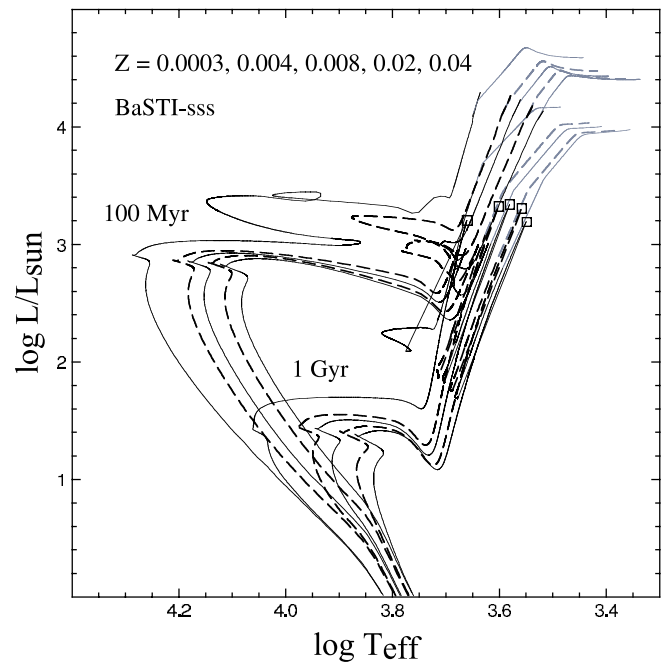 Z = 0.0003, 0.004, 0.008, 0.02, 0.04
BaSTI-sss
4
100 Myr
3
log L/Lsun
2
1 Gyr
1
4.2 4.0 3.8 3.6 3.4
log Teff